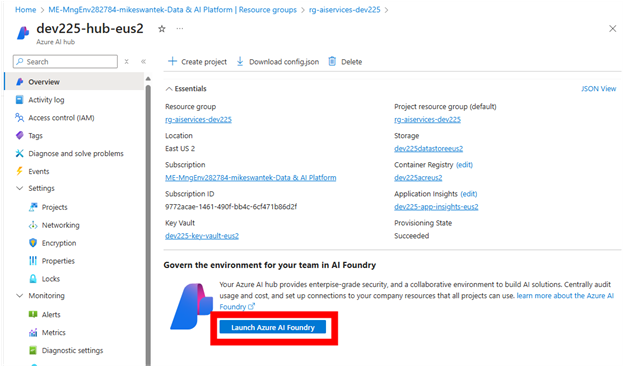 Home > ME-MngEnv282784-mikeswantek-Data & AI Platform | Resource groups > rg-aiservices-dev225 >
dev225-hub-eus2
Azure AI hub
Search
Overview
Activity log
Access control (IAM)
Tags
Diagnose and solve problems
Events
Settings
Projects
Networking
Encryption
Properties
Locks
Monitoring
Alerts
Metrics
Diagnostic settings
Create project
Download config.json
Delete
Essentials
JSON View
Resource group
rg-aiservices-dev225
Location
East US 2
Subscription
ME-MngEnv282784-mikeswantek-Data & AI Platform
Subscription ID
9772acae-1461-490f-bb4c-6cf471b86d2f
Key Vault
dev225-key-vault-eus2
Project resource group (default)
rg-aiservices-dev225
Storage
dev225datastoreeus2
Container Registry (edit)
dev225acreus2
Application Insights (edit)
dev225-app-insights-eus2
Provisioning State
Succeeded
Govern the environment for your team in AI Foundry
Your Azure AI hub provides enterpise-grade security, and a collaborative environment to build AI solutions. Centrally audit
usage and cost, and set up connections to your company resources that all projects can use. learn more about the Azure AI
Foundry
Launch Azure AI Foundry